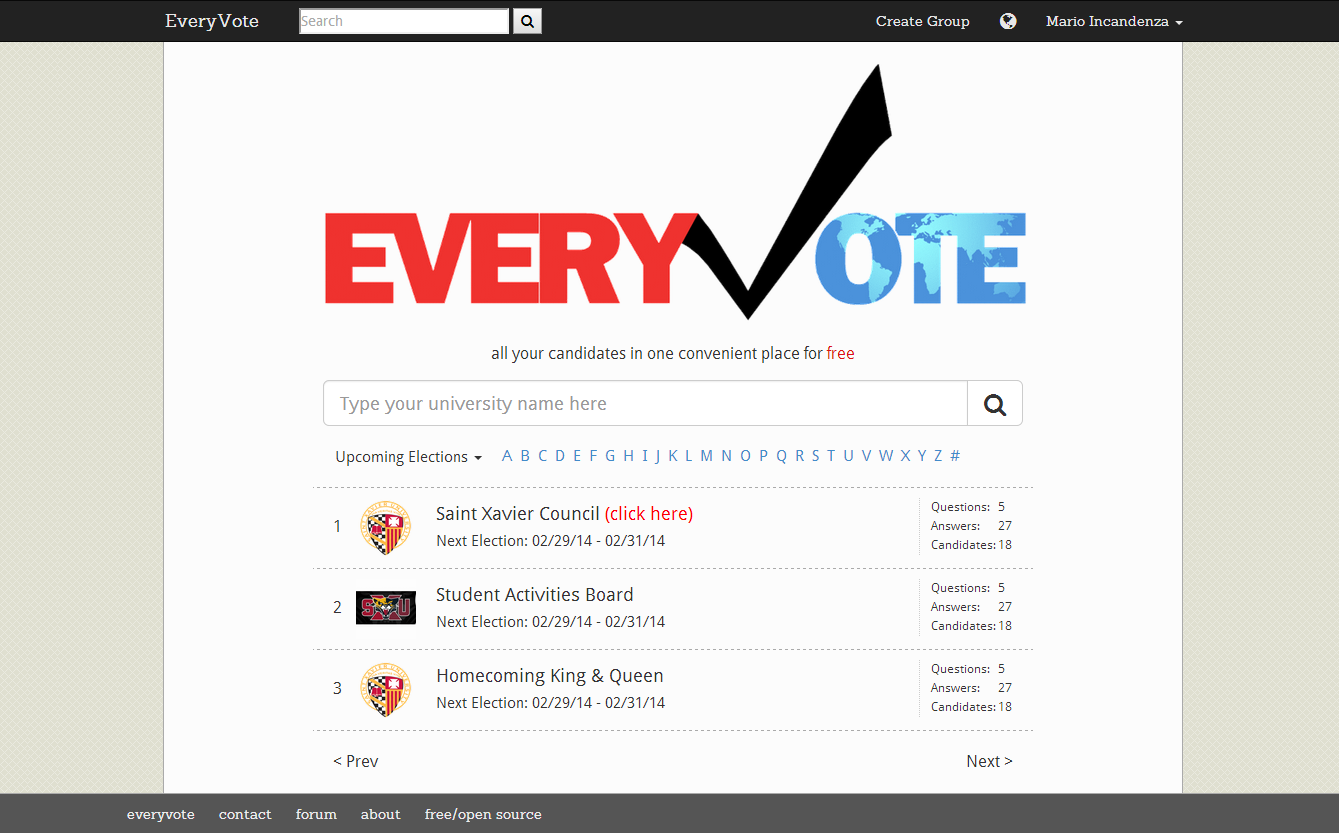 EveryVote Search Create Group Mario Incandenza
EVERYVOTE
all your candidates in one convenient place for free
Type your university name here
Upcoming Elections A B C D E F G H I J K L M N O P Q R S T U V W X Y Z #
1 Saint Xavier Council (click here)
Next Election: 02/29/14 - 02/31/14
Questions: 5
Answers: 27
Candidates: 18
2 SXU Student Activities Board
Next Election: 02/29/14 - 02/31/14
Questions: 5
Answers: 27
Candidates: 18
3 Homecoming King & Queen
Next Election: 02/29/14 - 02/31/14
Questions: 5
Answers: 27
Candidates: 18
< Prev Next >
everyvote contact forum about free/open source